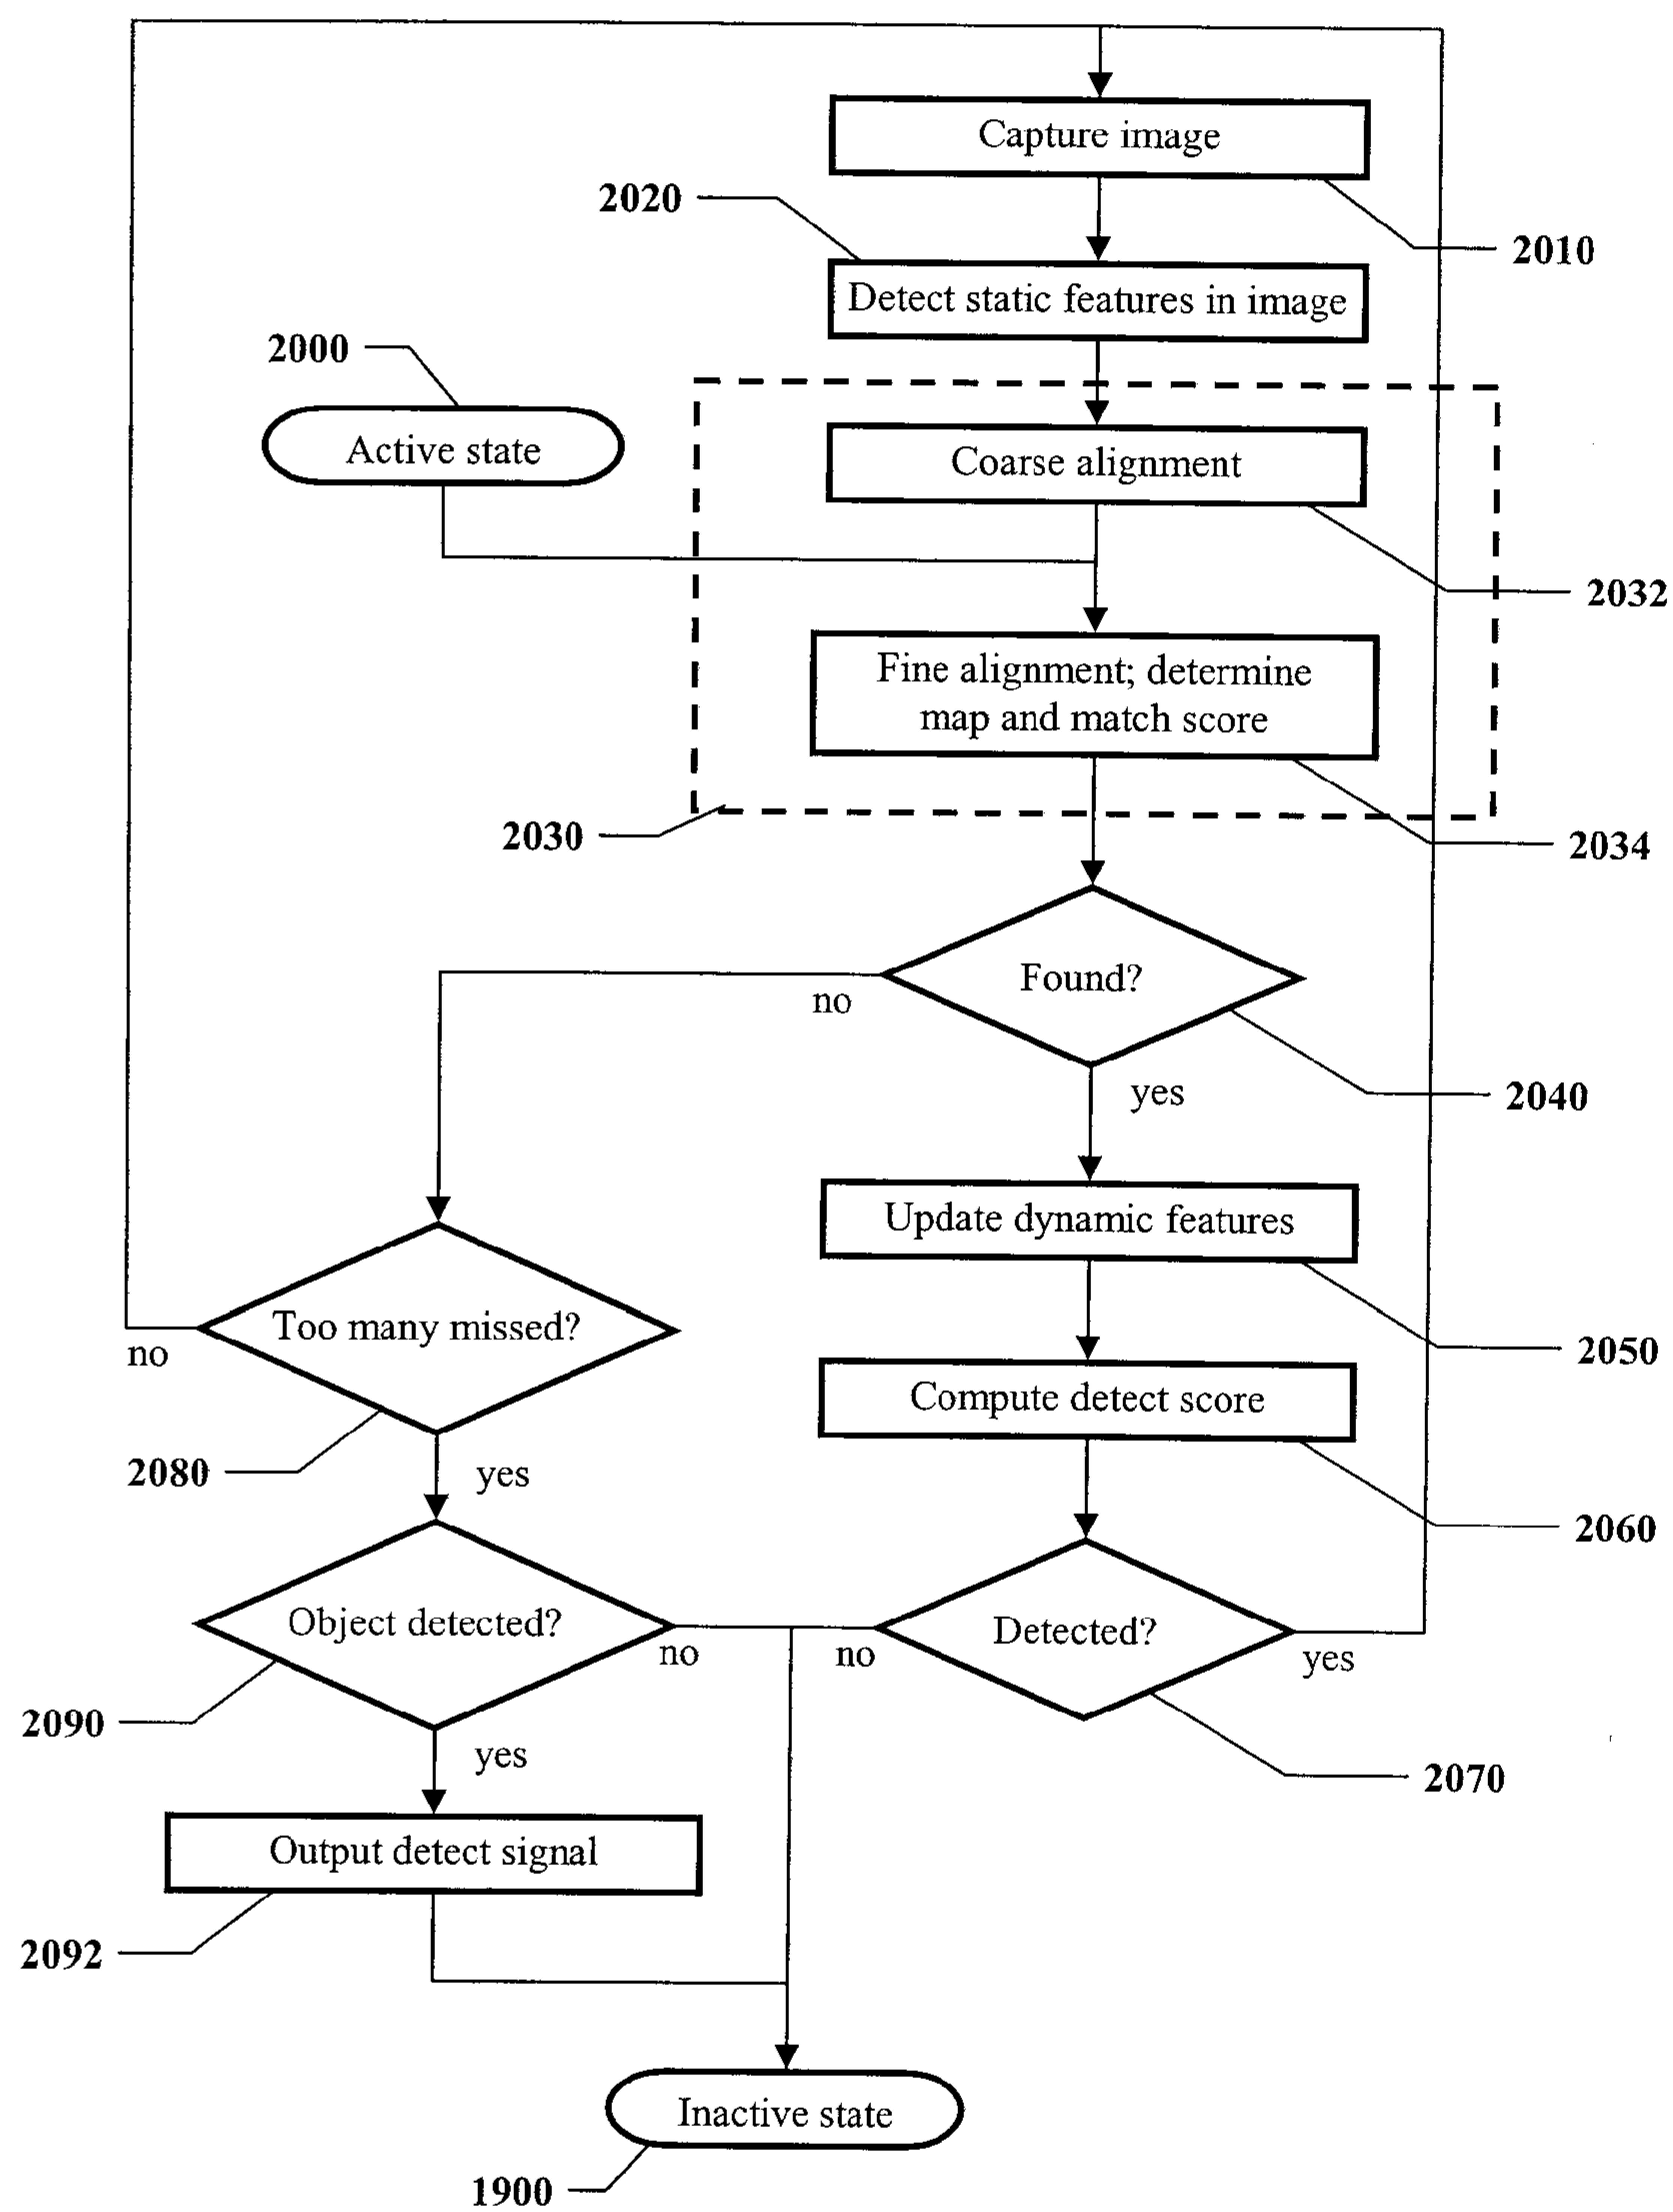 Capture image
2020
2010
Detect static features in image
2000
Active state
Coarse alignment
2032
Fine alignment; determine
map and match score
2030
2034
Found?
no
yes
2040
Update dynamic features
Too many missed?
no
2050
Compute detect score
2080
yes
2060
Object detected?
no
no
Detected?
yes
2090
yes
2070
Output detect signal
2092
Inactive state
1900